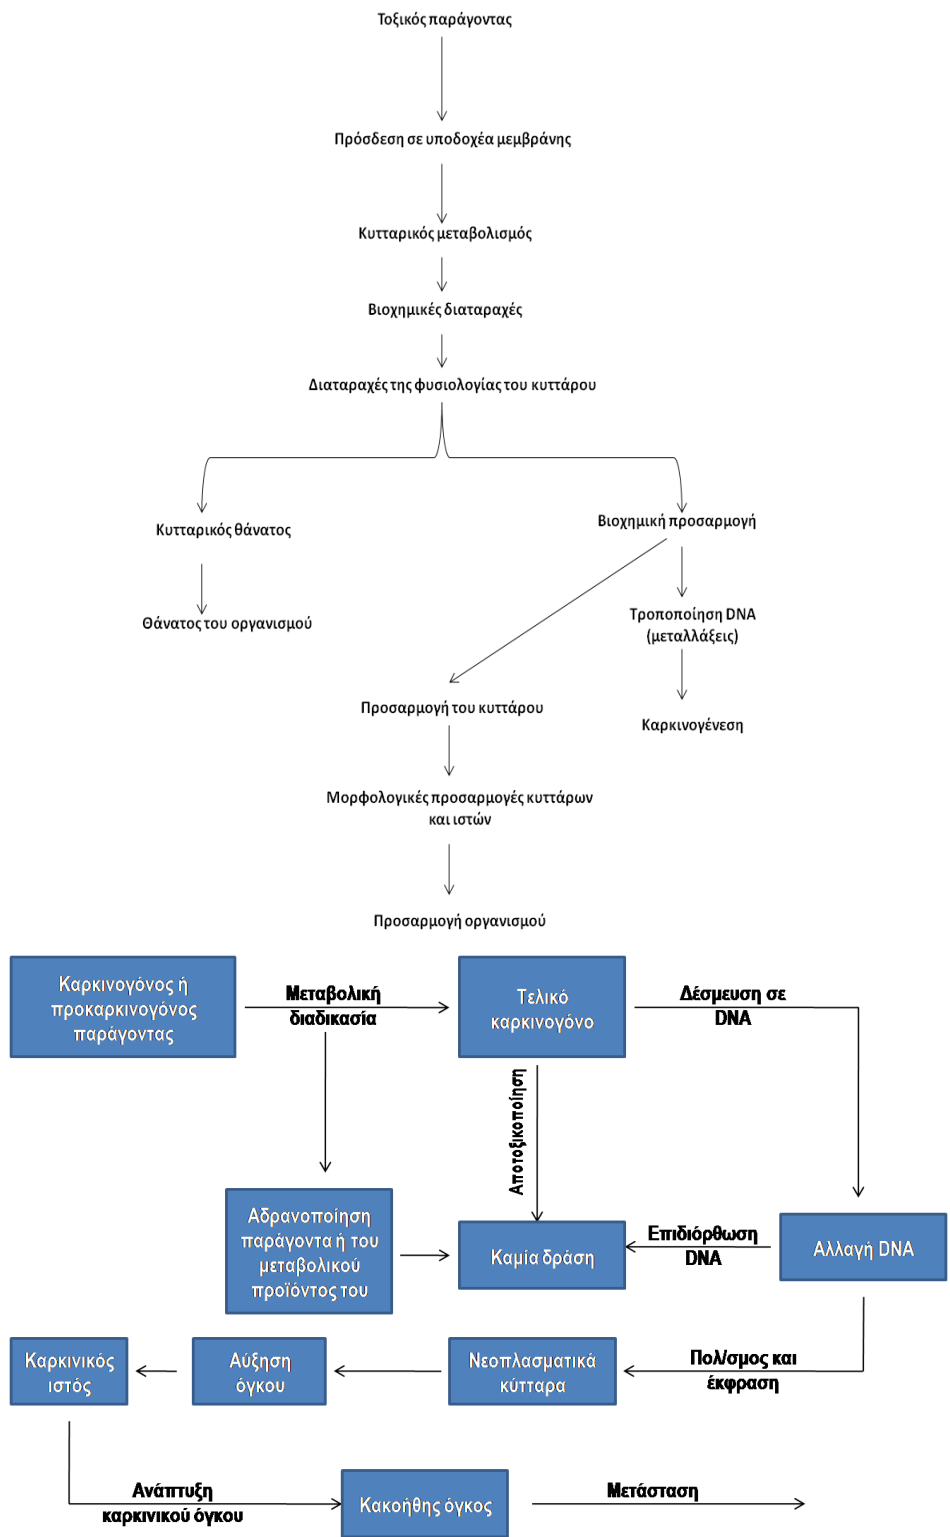 Τοξικός παράγοντας
Πρόσδεση σε υποδοχέα μεμβράνης
Κυτταρικός μεταβολισμός
Βιοχημικές διαταραχές
Διαταραχές της φυσιολογίας του κυττάρου
Κυτταρικός θάνατος
Βιοχημική προσαρμογή
Θάνατος του οργανισμού
Τροποποίηση DNA
(μεταλλάξεις)
Προσαρμογή του κυττάρου
Καρκινογένεση
Μορφολογικές προσαρμογές κυττάρων
και ιστών
Προσαρμογή οργανισμού
Καρκινογόνος ή
προκαρκινογόνος
παράγοντας
Μεταβολική
διαδικασία
Τελικό
καρκινογόνο
Δέσμευση σε
DNA
Αποτοξικοποίηση
Αδρανοποίηση
παράγοντα ή του
μεταβολικού
προϊόντος του
Καμία δράση
Επιδιόρθωση
DNA
Αλλαγή DNA
Καρκινικός
ιστός
Αύξηση
όγκου
Νεοπλασματικά
κύτταρα
Πολ/σμος και
έκφραση
Ανάπτυξη
καρκινικού όγκου
Κακοήθης όγκος
Μετάσταση